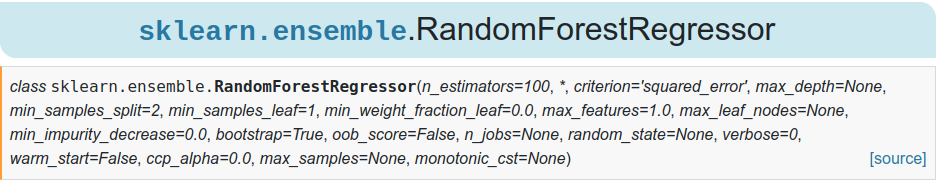 sklearn.ensemble.RandomForestRegressor
class sklearn.ensemble.RandomForestRegressor(n_estimators=100, *, criterion='squared_error', max_depth=None,
min_samples_split=2, min_samples_leaf=1, min_weight_fraction_leaf=0.0, max_features=1.0, max_leaf_nodes=None,
min_impurity_decrease=0.0, bootstrap=True, oob_score=False, n_jobs=None, random_state=None, verbose=0,
warm_start=False, ccp_alpha=0.0, max_samples=None, monotonic_cst=None) [source]